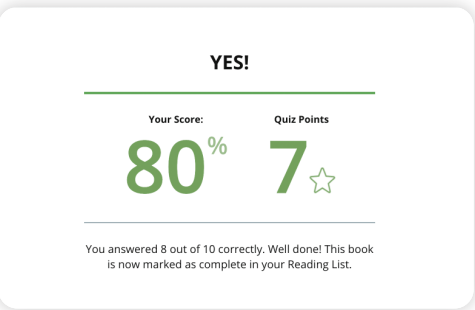 YES!
Your Score: Quiz Points
80% 7
You answered 8 out of 10 correctly. Well done! This book
is now marked as complete in your Reading List.